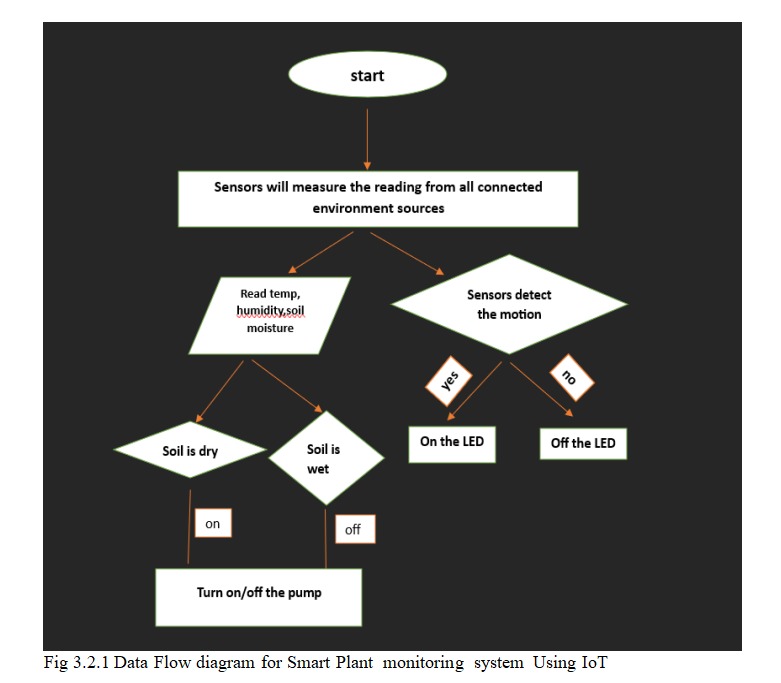 start
Sensors will measure the reading from all connected
environment sources
Read temp,
humidity,soil
moisture
Sensors detect
the motion
yes
no
Soil is dry
Soil is
wet
On the LED
Off the LED
on
off
Turn on/off the pump
Fig 3.2.1 Data Flow diagram for Smart Plant monitoring system Using IoT